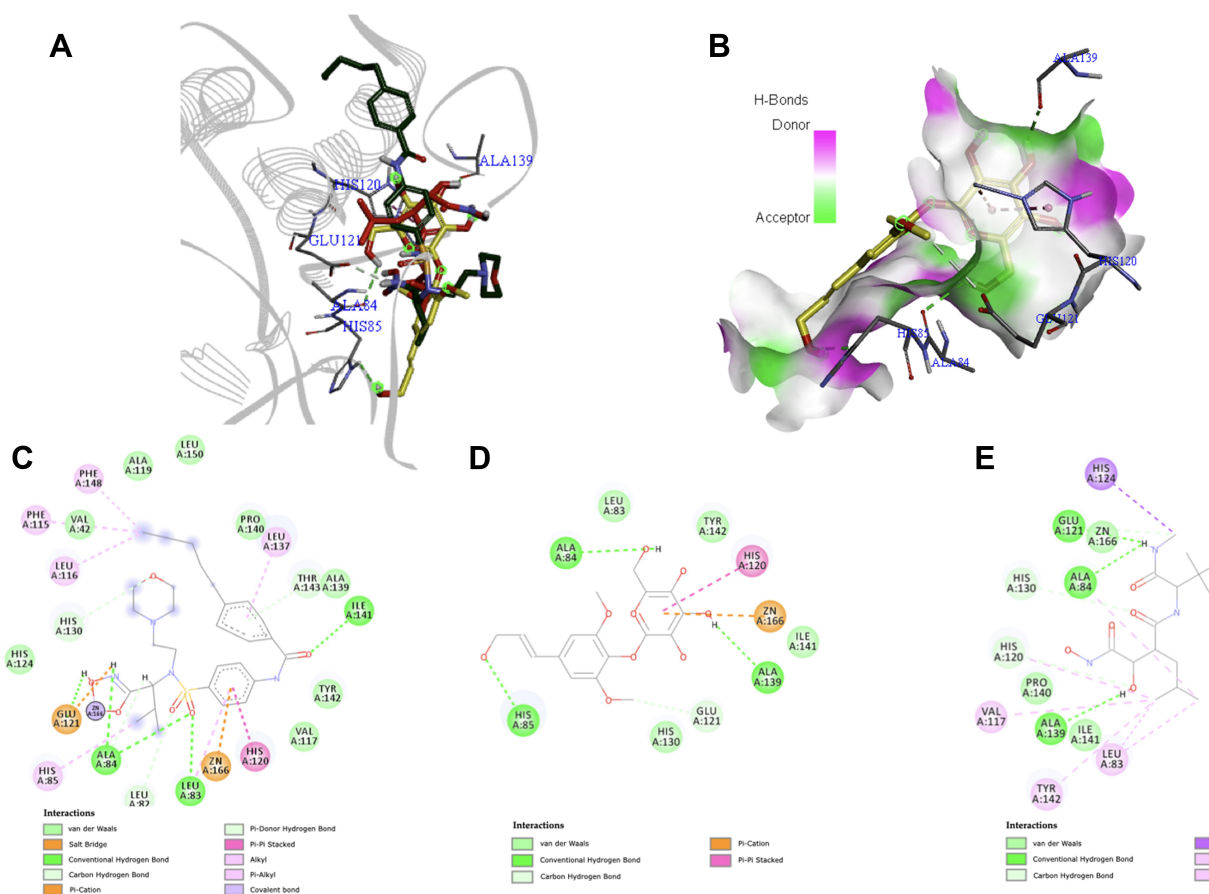 A
ALA139
HIS120
GLU121
ALA84
HIS85
B
H-Bonds
Donor
Acceptor
ALA139
HIS120
GLU121
HIS85
ALA84
C
LEU
A:150
ALA
A:119
PHE
A:148
PHE
A:115
VAL
A:42
PRO
A:140
LEU
A:137
LEU
A:116
THR
A:143
ALA
A:139
ILE
A:141
HIS
A:130
HIS
A:124
H
H
N
N
O
O
H
N
S
O
O
O
N
TYR
A:142
GLU
A:121
ZN
A:166
VAL
A:117
ALA
A:84
HIS
A:120
ZN
A:166
HIS
A:85
LEU
A:83
LEU
A:82
Interactions
van der Waals
Salt Bridge
Conventional Hydrogen Bond
Carbon Hydrogen Bond
Pi-Cation
Pi-Donor Hydrogen Bond
Pi-Pi Stacked
Alkyl
Pi-Alkyl
Covalent bond
D
LEU
A:83
TYR
A:142
ALA
A:84
O
H
HIS
A:120
O
O
O
O
H
ZN
A:166
ILE
A:141
O
O
O
O
O
ALA
A:139
HIS
A:85
GLU
A:121
HIS
A:130
Interactions
van der Waals
Conventional Hydrogen Bond
Carbon Hydrogen Bond
Pi-Cation
Pi-Pi Stacked
E
HIS
A:124
GLU
A:121
ZN
A:166
H
N
HIS
A:130
ALA
A:84
O
N
O
O
N
O
O
H
HIS
A:120
PRO
A:140
VAL
A:117
ALA
A:139
ILE
A:141
LEU
A:83
TYR
A:142
Interactions
van der Waals
Conventional Hydrogen Bond
Carbon Hydrogen Bond